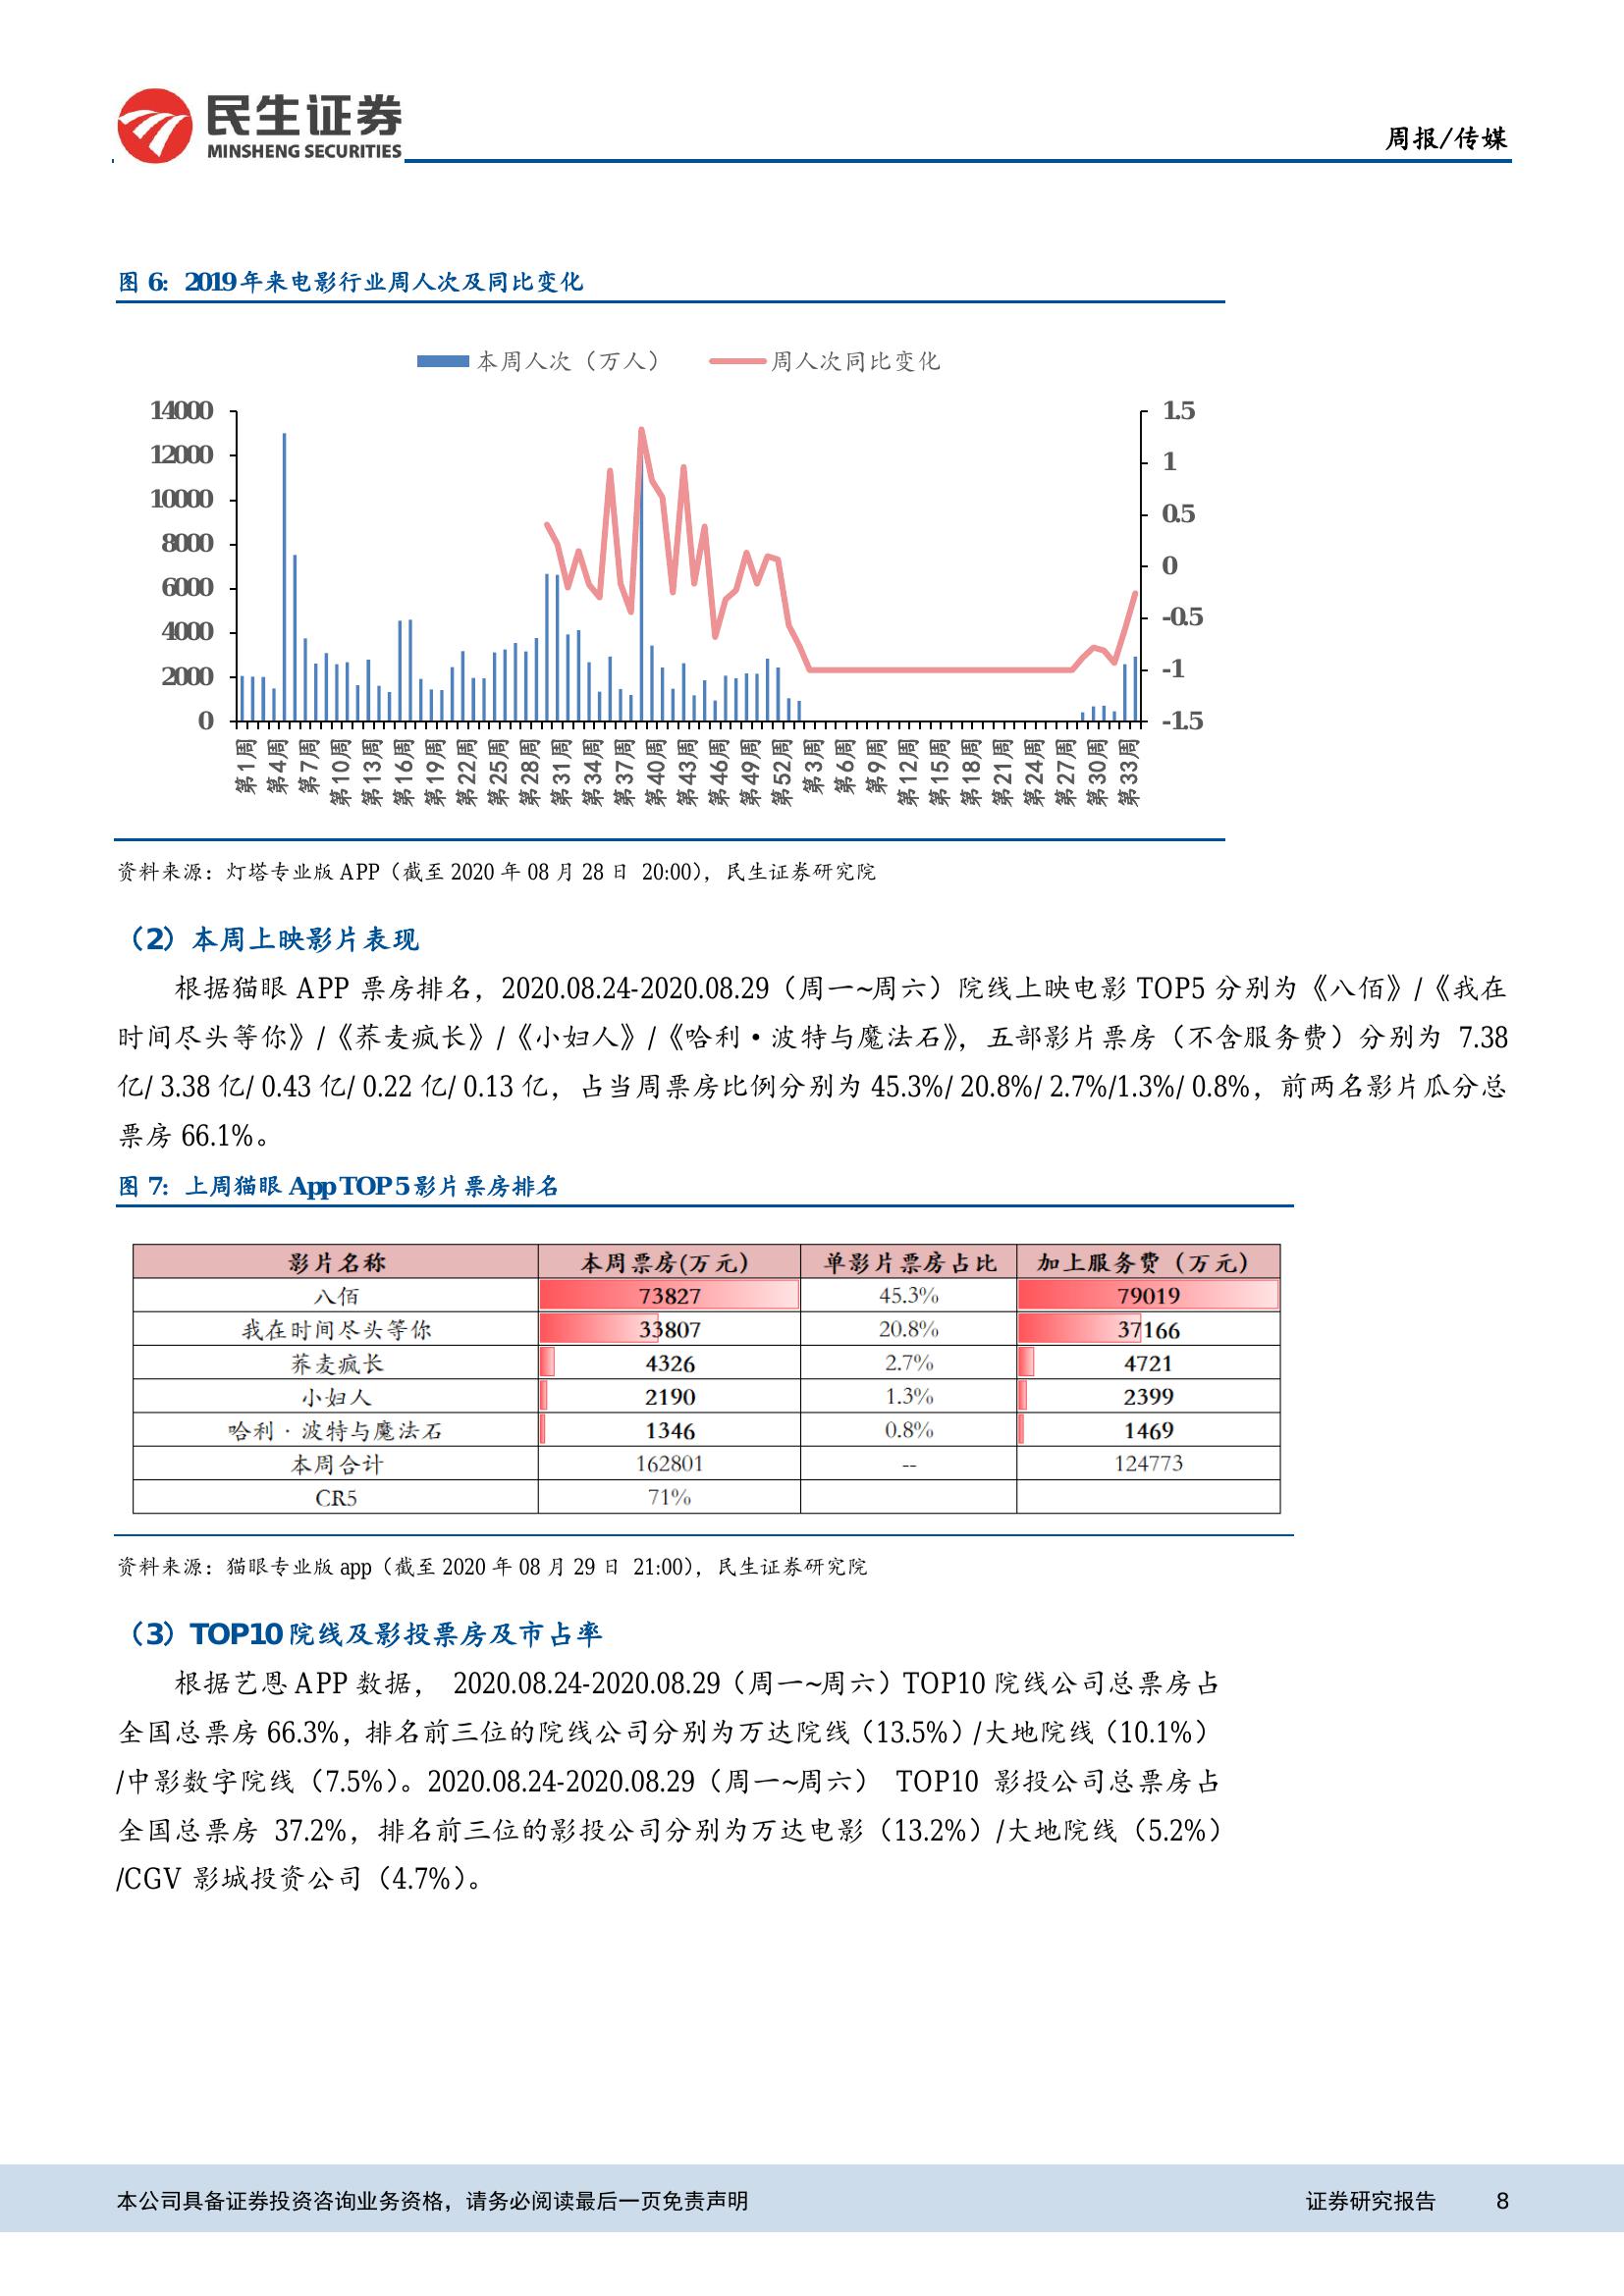 民生证券
MINSHENG SECURITIES
周报/传媒
图 6：2019年来电影行业周人次及同比变化
本周人次（万人） 周人次同比变化
14000
12000
10000
8000
6000
4000
2000
0
1.5
1
0.5
0
-0.5
-1
-1.5
第1周 第4周 第7周 第10周 第13周 第16周 第19周 第22周 第25周 第28周 第31周 第34周 第37周 第40周 第43周 第46周 第49周 第52周 第3周 第6周 第9周 第12周 第15周 第18周 第21周 第24周 第27周 第30周 第33周
资料来源：灯塔专业版 APP（截至 2020 年 08 月 28 日 20:00），民生证券研究院
（2）本周上映影片表现
根据猫眼 APP 票房排名，2020.08.24-2020.08.29（周一~周六）院线上映电影 TOP5 分别为《八佰》/《我在
时间尽头等你》/《荞麦疯长》/《小妇人》/《哈利·波特与魔法石》，五部影片票房（不含服务费）分别为 7.38
亿/ 3.38 亿/ 0.43 亿/ 0.22 亿/ 0.13 亿，占当周票房比例分别为 45.3%/ 20.8%/ 2.7%/1.3%/ 0.8%，前两名影片瓜分总
票房 66.1%。
图 7：上周猫眼 App TOP5 影片票房排名
影片名称 本周票房(万元) 单影片票房占比 加上服务费（万元）
八佰 73827 45.3% 79019
我在时间尽头等你 33807 20.8% 37166
荞麦疯长 4326 2.7% 4721
小妇人 2190 1.3% 2399
哈利·波特与魔法石 1346 0.8% 1469
本周合计 162801 -- 124773
CR5 71%
资料来源：猫眼专业版 app（截至 2020 年 08 月 29 日 21:00），民生证券研究院
（3）TOP10 院线及影投票房及市占率
根据艺恩 APP 数据， 2020.08.24-2020.08.29（周一~周六）TOP10 院线公司总票房占
全国总票房 66.3%，排名前三位的院线公司分别为万达院线（13.5%）/大地院线（10.1%）
/中影数字院线（7.5%）。2020.08.24-2020.08.29（周一~周六） TOP10 影投公司总票房占
全国总票房 37.2%，排名前三位的影投公司分别为万达电影（13.2%）/大地院线（5.2%）
/CGV 影城投资公司（4.7%）。
本公司具备证券投资咨询业务资格，请务必阅读最后一页免责声明 证券研究报告 8